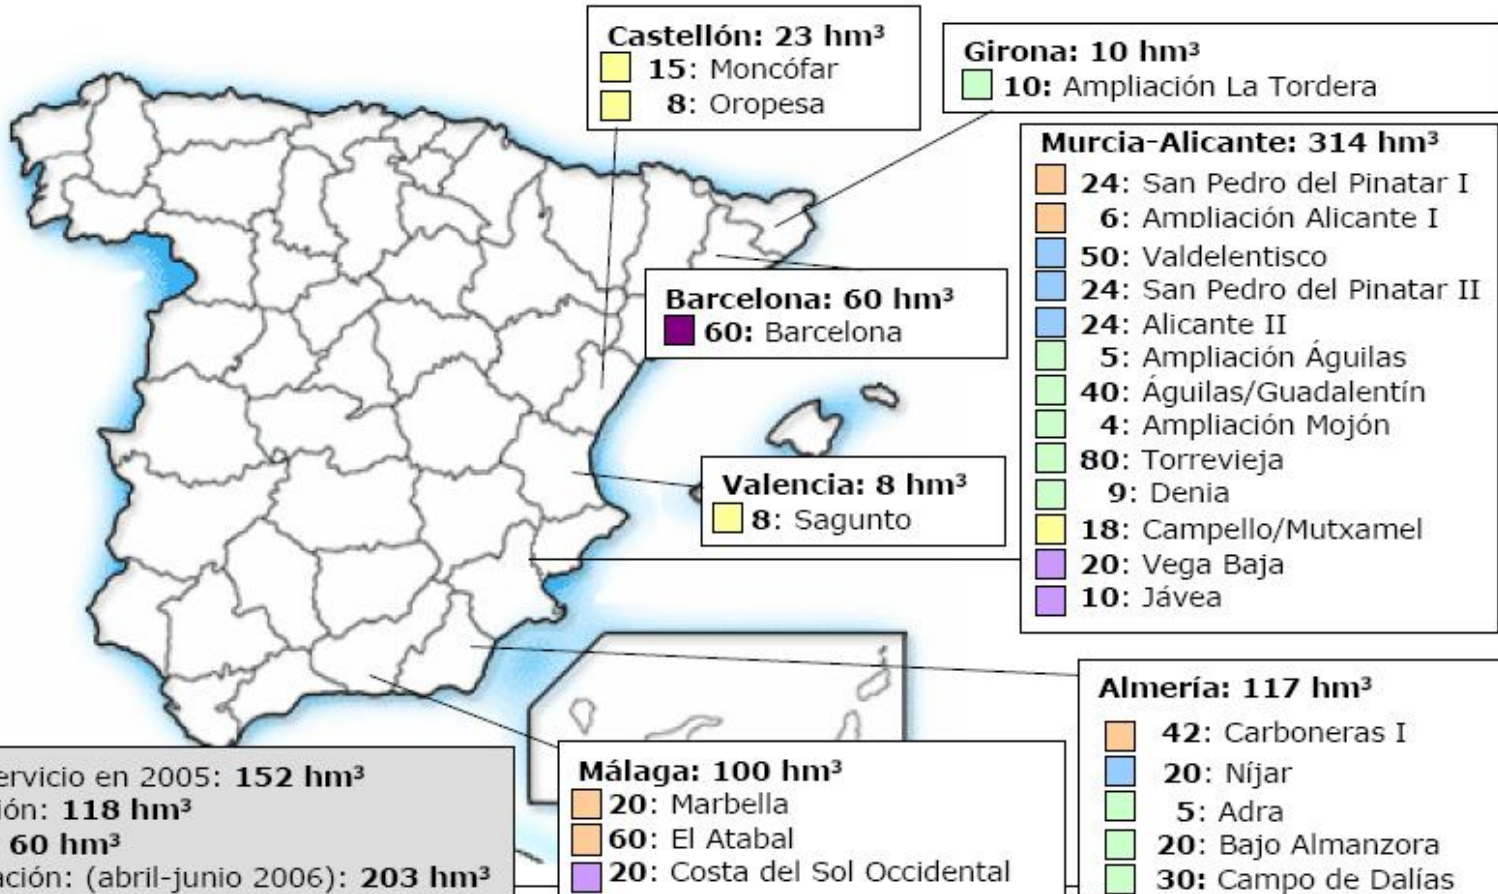 Castellón: 23 hm³
15: Moncófar
8: Oropesa
Girona: 10 hm³
10: Ampliación La Tordera
Murcia-Alicante: 314 hm³
24: San Pedro del Pinatar I
6: Ampliación Alicante I
50: Valdelentisco
24: San Pedro del Pinatar II
24: Alicante II
5: Ampliación Águilas
40: Águilas/Guadalentín
4: Ampliación Mojón
80: Torrevieja
9: Denia
18: Campello/Mutxamel
20: Vega Baja
10: Jávea
Barcelona: 60 hm³
60: Barcelona
Valencia: 8 hm³
8: Sagunto
Almería: 117 hm³
42: Carboneras I
20: Níjar
5: Adra
20: Bajo Almanzora
30: Campo de Dalías
Málaga: 100 hm³
20: Marbella
60: El Atabal
20: Costa del Sol Occidental
ervicio en 2005: 152 hm³
ión: 118 hm³
60 hm³
ación: (abril-junio 2006): 203 hm³